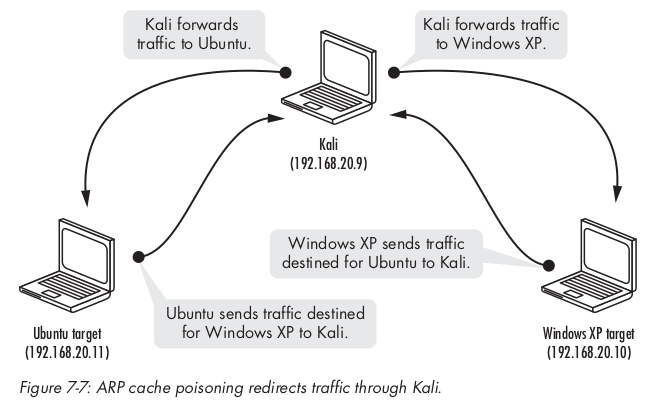 Kali forwards
traffic to Ubuntu.
Kali forwards traffic
to Windows XP.
Kali
(192.168.20.9)
Windows XP sends traffic
destined for Ubuntu to Kali.
Ubuntu sends traffic destined
for Windows XP to Kali.
Ubuntu target
(192.168.20.11)
Windows XP target
(192.168.20.10)
Figure 7-7: ARP cache poisoning redirects traffic through Kali.